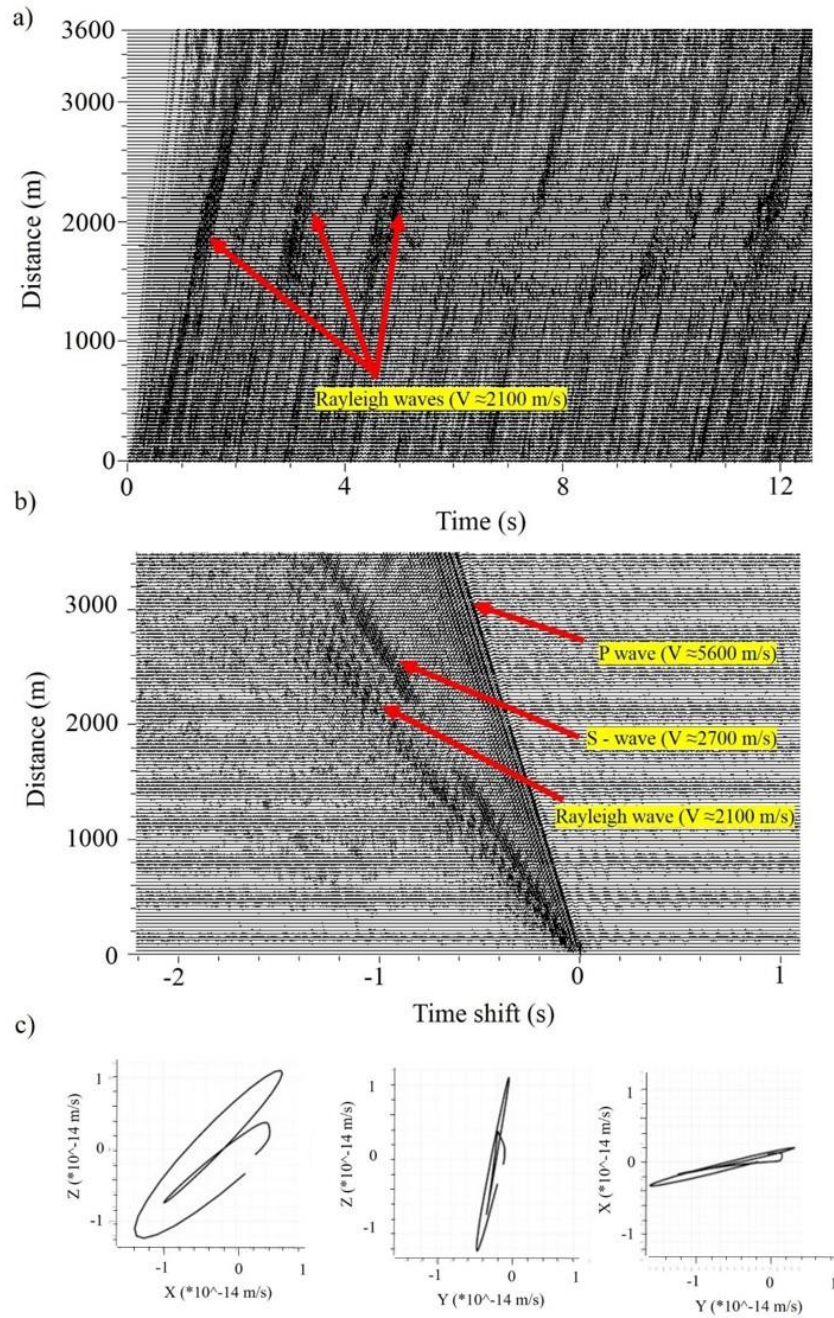 a)
3600
3000
2000
1000
0
Distance (m)
Rayleigh waves (V ≈2100 m/s)
0 4 8 12
Time (s)
b)
3000
2000
1000
0
Distance (m)
P wave (V ≈5600 m/s)
S - wave (V ≈2700 m/s)
Rayleigh wave (V ≈2100 m/s)
-2 -1 0 1
Time shift (s)
c)
Z (*10^-14 m/s)
1
0
-1
-1 0 1
X (*10^-14 m/s)
Z (*10^-14 m/s)
1
0
-1
-1 0 1
Y (*10^-14 m/s)
X (*10^-14 m/s)
1
0
-1
-1 0 1
Y (*10^-14 m/s)